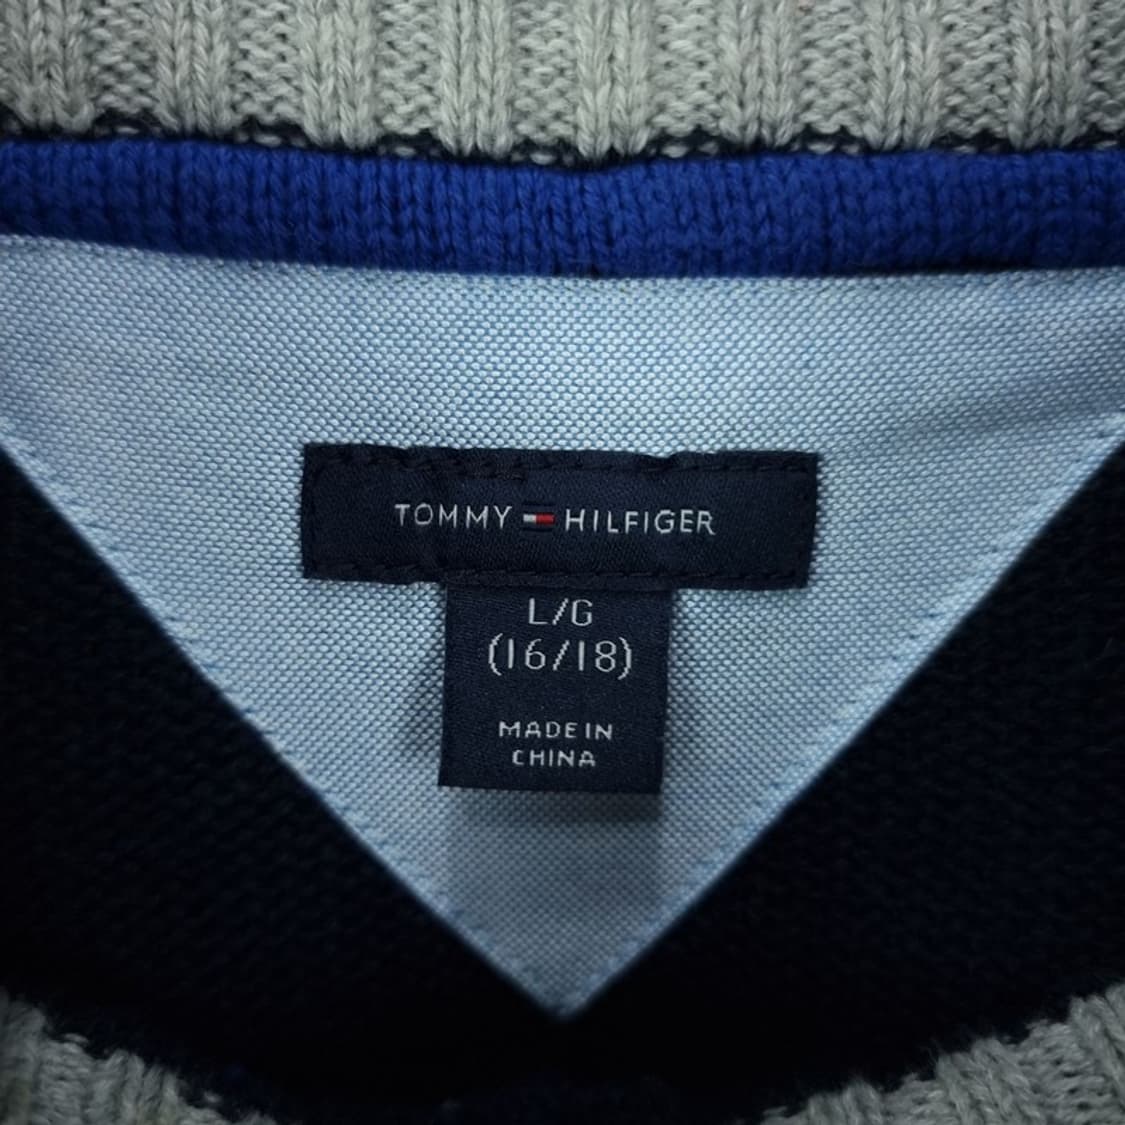 TOMMY HILFIGER
L/G
(16/18)
MADE IN
CHINA